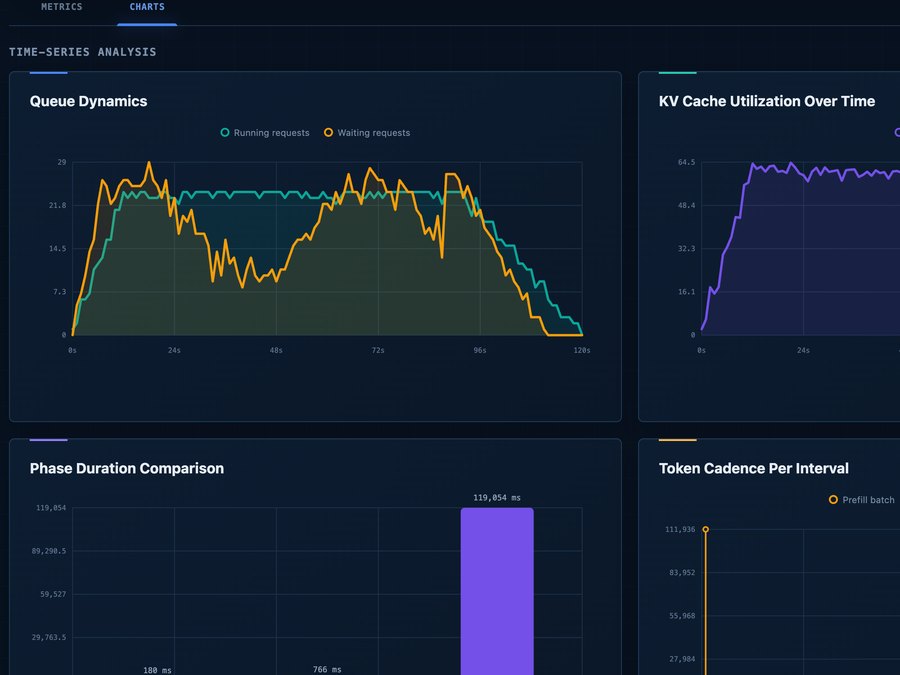 METRICS CHARTS
TIME-SERIES ANALYSIS
Queue Dynamics
Running requests Waiting requests
29
21.8
14.5
7.3
0
0s 24s 48s 72s 96s 120s
KV Cache Utilization Over Time
64.5
48.4
32.3
16.1
0
0s 24s
Phase Duration Comparison
119,054 ms
119,054
89,290.5
59,527
29,763.5
180 ms 766 ms
Token Cadence Per Interval
Prefill batch
111,936
83,952
55,968
27,984